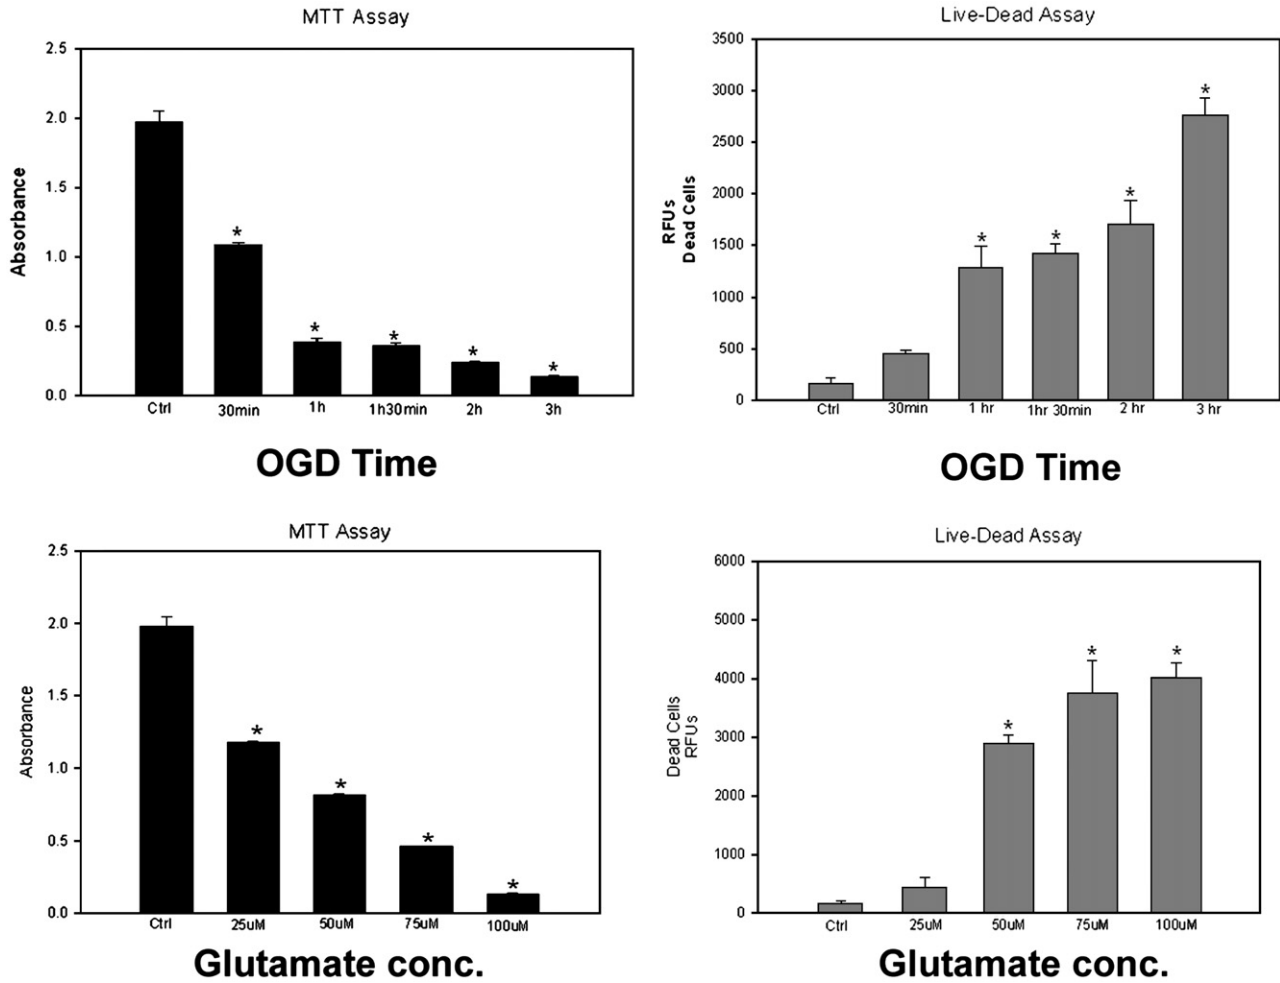 MTT Assay
2.5
2.0
1.5
1.0
0.5
0.0
Absorbance
*
*
*
*
*
Ctrl 30min 1h 1h30min 2h 3h
OGD Time
Live-Dead Assay
3500
3000
2500
2000
1500
1000
500
0
RFUs
Dead Cells
*
*
*
*
Ctrl 30min 1 hr 1hr 30min 2 hr 3 hr
OGD Time
MTT Assay
2.5
2.0
1.5
1.0
0.5
0.0
Absorbance
*
*
*
*
Ctrl 25uM 50uM 75uM 100uM
Glutamate conc.
Live-Dead Assay
6000
5000
4000
3000
2000
1000
0
Dead Cells
RFUs
*
*
*
Ctrl 25uM 50uM 75uM 100uM
Glutamate conc.